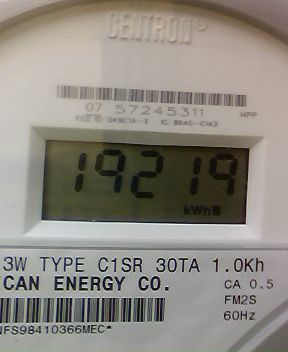 CENTRON®
07 57245311
HPP
19219
kWh
3W TYPE C1SR 30TA 1.0Kh
CAN ENERGY CO.
CA 0.5
FM2S
60Hz
NFS98410366MEC*